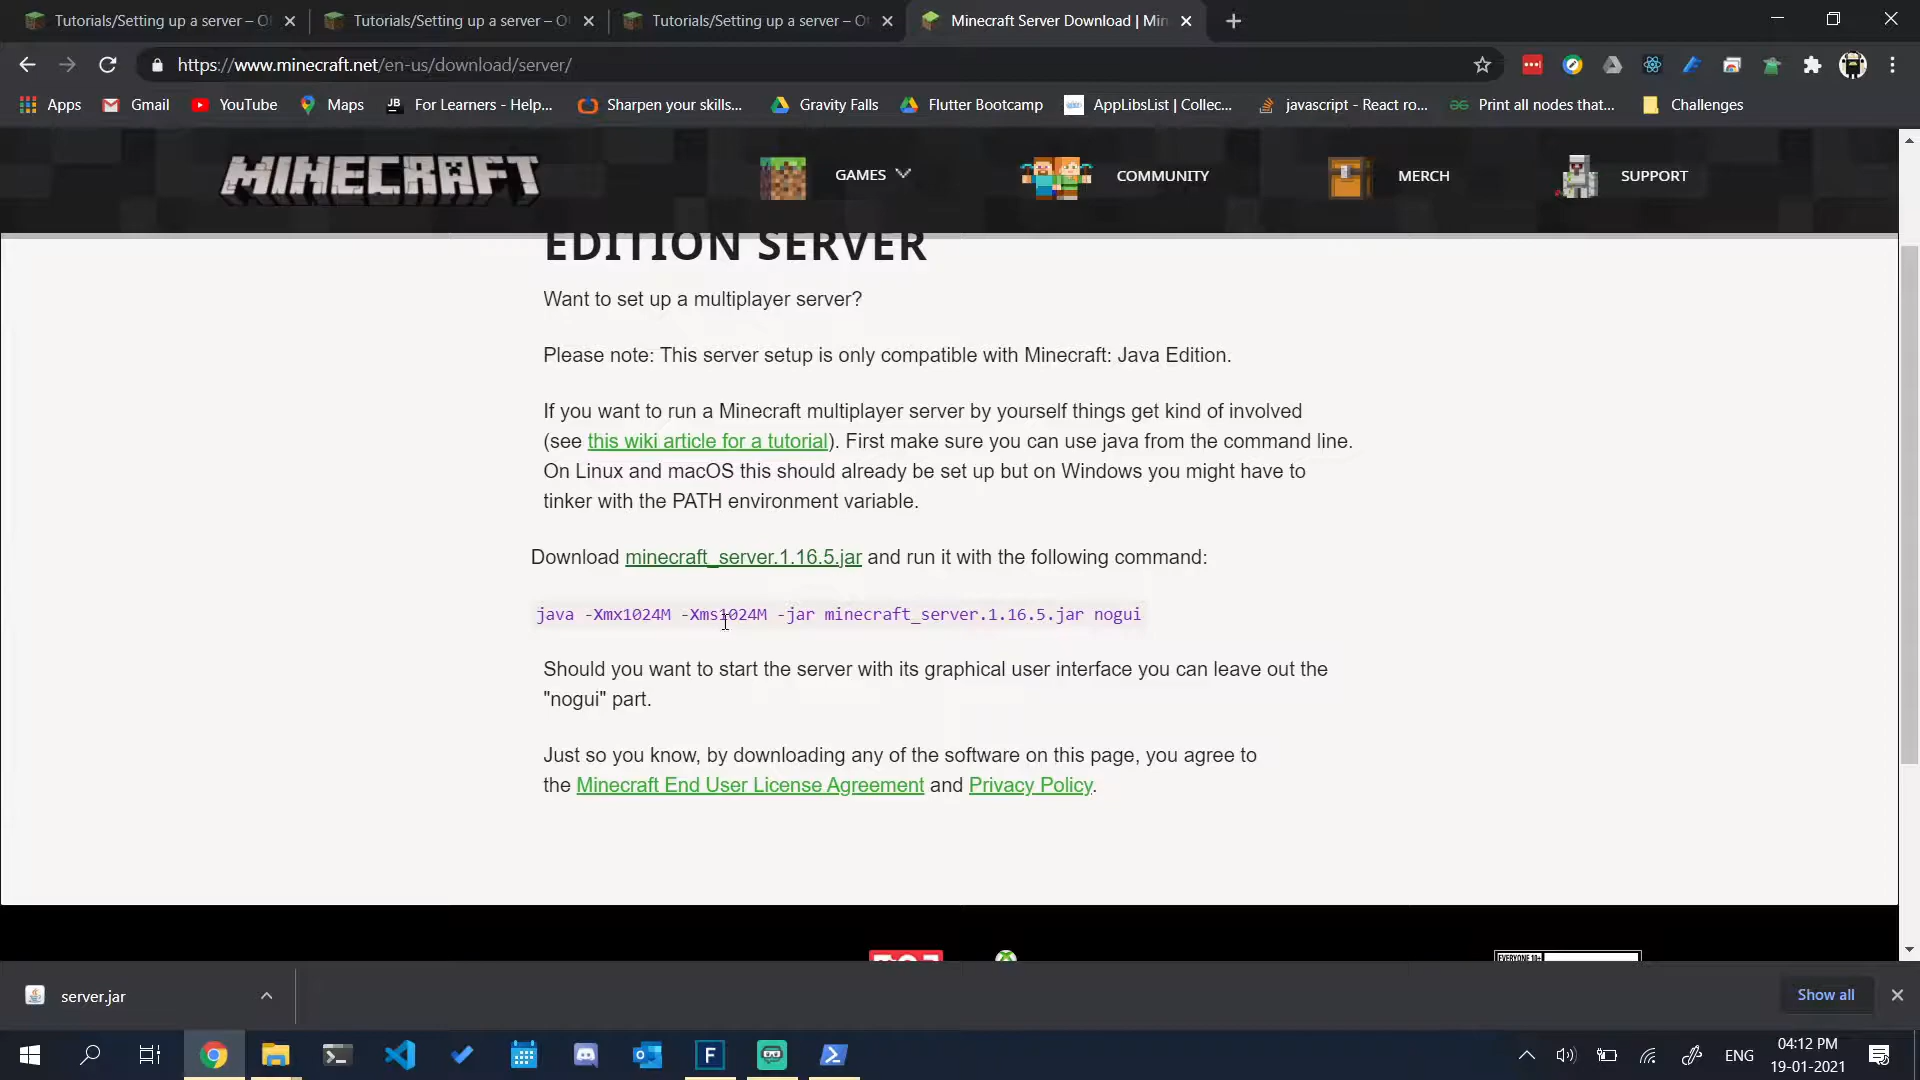 Tutorials/Setting up a server – O
Tutorials/Setting up a server – O
Tutorials/Setting up a server – O
Minecraft Server Download | Min
https://www.minecraft.net/en-us/download/server/
Apps
Gmail
YouTube
Maps
JB
For Learners - Help...
Sharpen your skills...
Gravity Falls
Flutter Bootcamp
AppLibsList | Collec...
javascript - React ro...
Print all nodes that...
Challenges
MINECRAFT
GAMES
COMMUNITY
MERCH
SUPPORT
EDITION SERVER
Want to set up a multiplayer server?
Please note: This server setup is only compatible with Minecraft: Java Edition.
If you want to run a Minecraft multiplayer server by yourself things get kind of involved
(see this wiki article for a tutorial). First make sure you can use java from the command line.
On Linux and macOS this should already be set up but on Windows you might have to
tinker with the PATH environment variable.
Download minecraft_server.1.16.5.jar and run it with the following command:
java -Xmx1024M -Xms1024M -jar minecraft_server.1.16.5.jar nogui
Should you want to start the server with its graphical user interface you can leave out the
"nogui" part.
Just so you know, by downloading any of the software on this page, you agree to
the Minecraft End User License Agreement and Privacy Policy.
EVERYONE 10+
server.jar
Show all
F
ENG
04:12 PM
19-01-2021